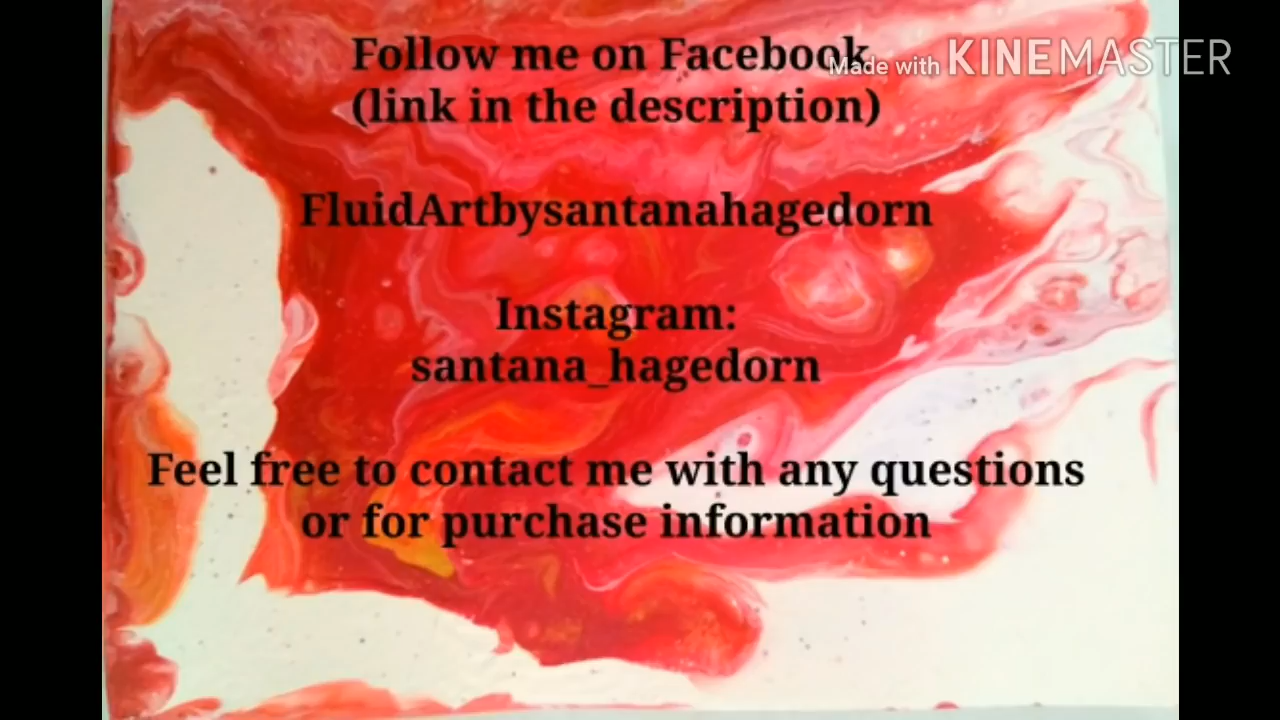 Follow me on Facebook
Made with KINEMASTER
(link in the description)
FluidArtbysantanahagedorn
Instagram:
santana_hagedorn
Feel free to contact me with any questions
or for purchase information